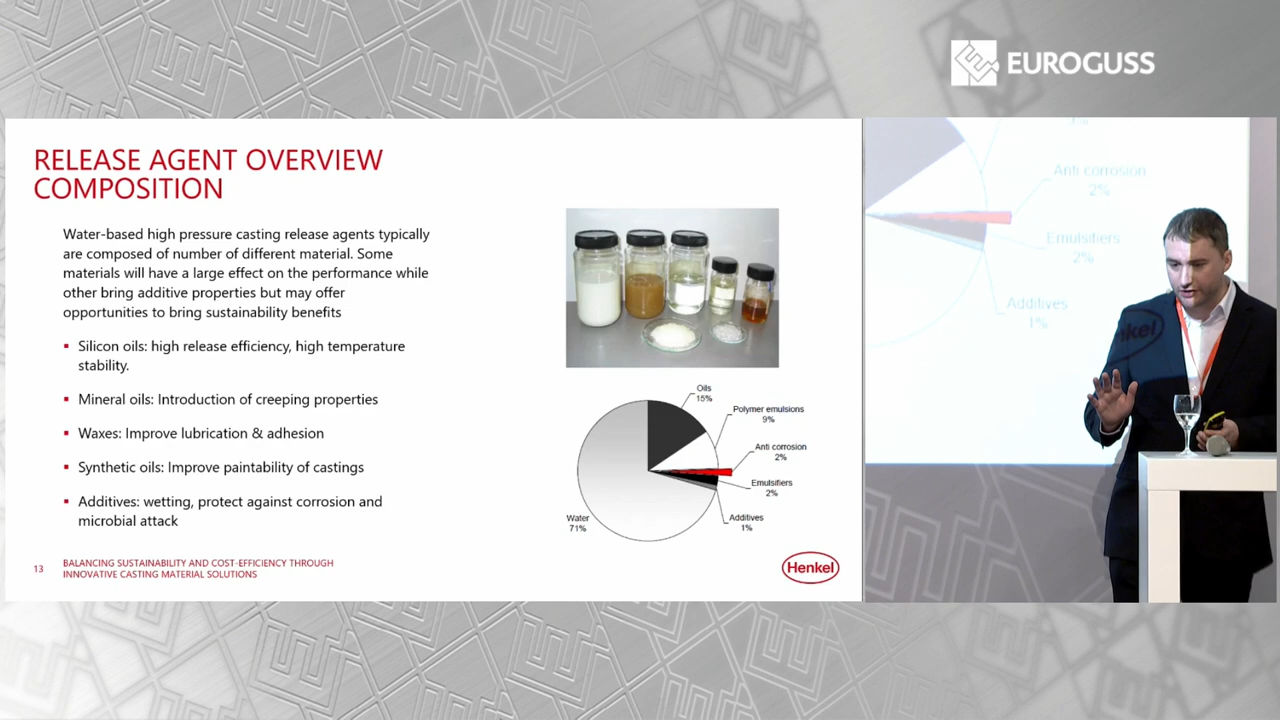 EUROGUSS
RELEASE AGENT OVERVIEW
COMPOSITION
Water-based high pressure casting release agents typically
are composed of number of different material. Some
materials will have a large effect on the performance while
other bring additive properties but may offer
opportunities to bring sustainability benefits
▪ Silicon oils: high release efficiency, high temperature
stability.
▪ Mineral oils: Introduction of creeping properties
▪ Waxes: Improve lubrication & adhesion
▪ Synthetic oils: Improve paintability of castings
▪ Additives: wetting, protect against corrosion and
microbial attack
Oils
15%
Polymer emulsions
9%
Anti corrosion
2%
Emulsifiers
2%
Additives
1%
Water
71%
13
BALANCING SUSTAINABILITY AND COST-EFFICIENCY THROUGH
INNOVATIVE CASTING MATERIAL SOLUTIONS
Henkel
Anti corrosion
2%
Emulsifiers
2%
Additives
1%
nkel